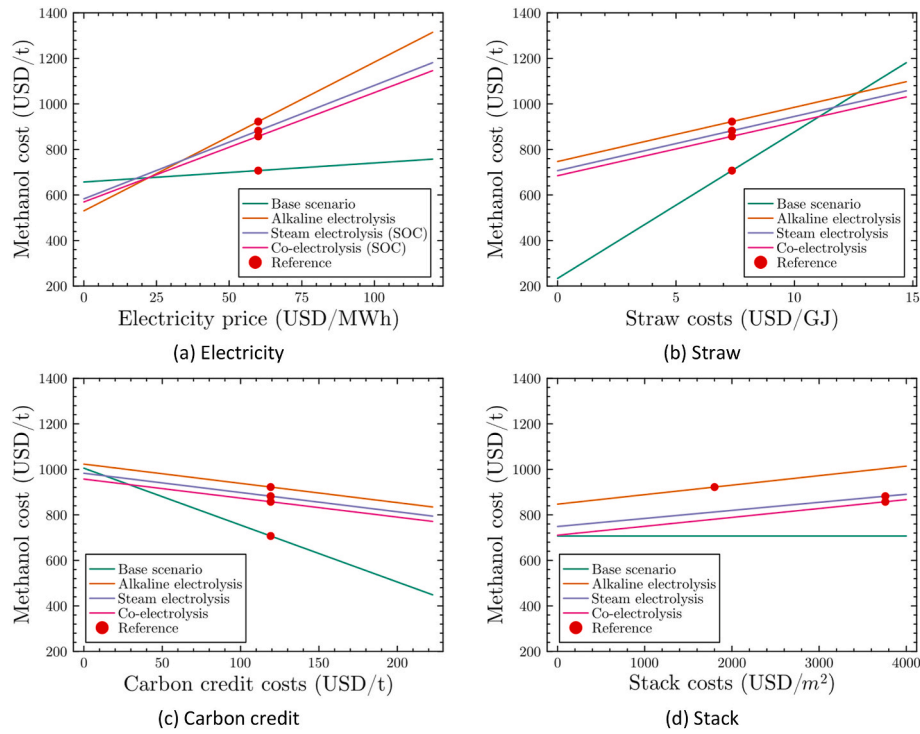 1400
1200
1000
800
600
400
200
Methanol cost (USD/t)
Base scenario
Alkaline electrolysis
Steam electrolysis (SOC)
Co-electrolysis (SOC)
Reference
0 25 50 75 100
Electricity price (USD/MWh)
(a) Electricity
1400
1200
1000
800
600
400
200
Methanol cost (USD/t)
Base scenario
Alkaline electrolysis
Steam electrolysis
Co-electrolysis
Reference
0 5 10 15
Straw costs (USD/GJ)
(b) Straw
1400
1200
1000
800
600
400
200
Methanol cost (USD/t)
Base scenario
Alkaline electrolysis
Steam electrolysis
Co-electrolysis
Reference
0 50 100 150 200
Carbon credit costs (USD/t)
(c) Carbon credit
1400
1200
1000
800
600
400
200
Methanol cost (USD/t)
Base scenario
Alkaline electrolysis
Steam electrolysis
Co-electrolysis
Reference
0 1000 2000 3000 4000
Stack costs (USD/m²)
(d) Stack